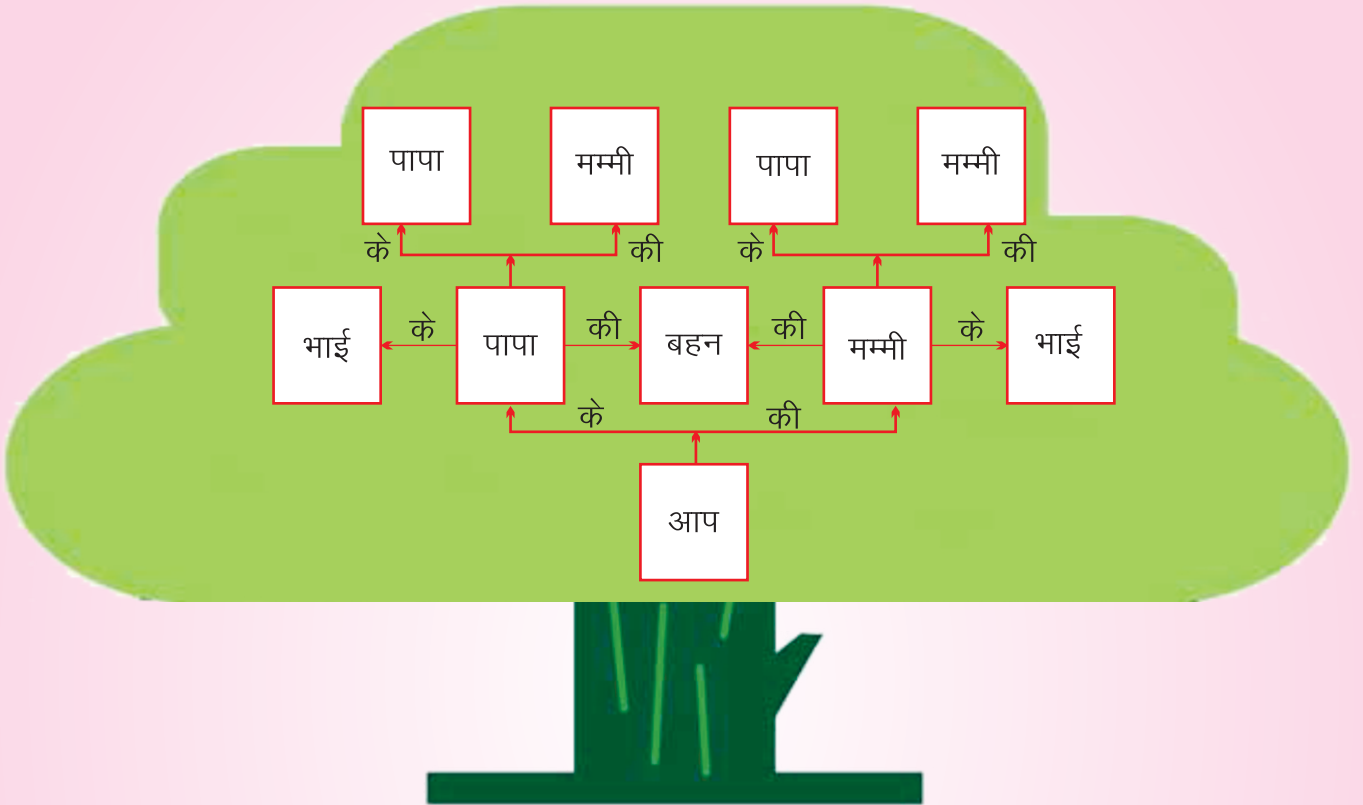 पापा मम्मी पापा मम्मी
के की के की
भाई के पापा की बहन की मम्मी के भाई
के की
आप